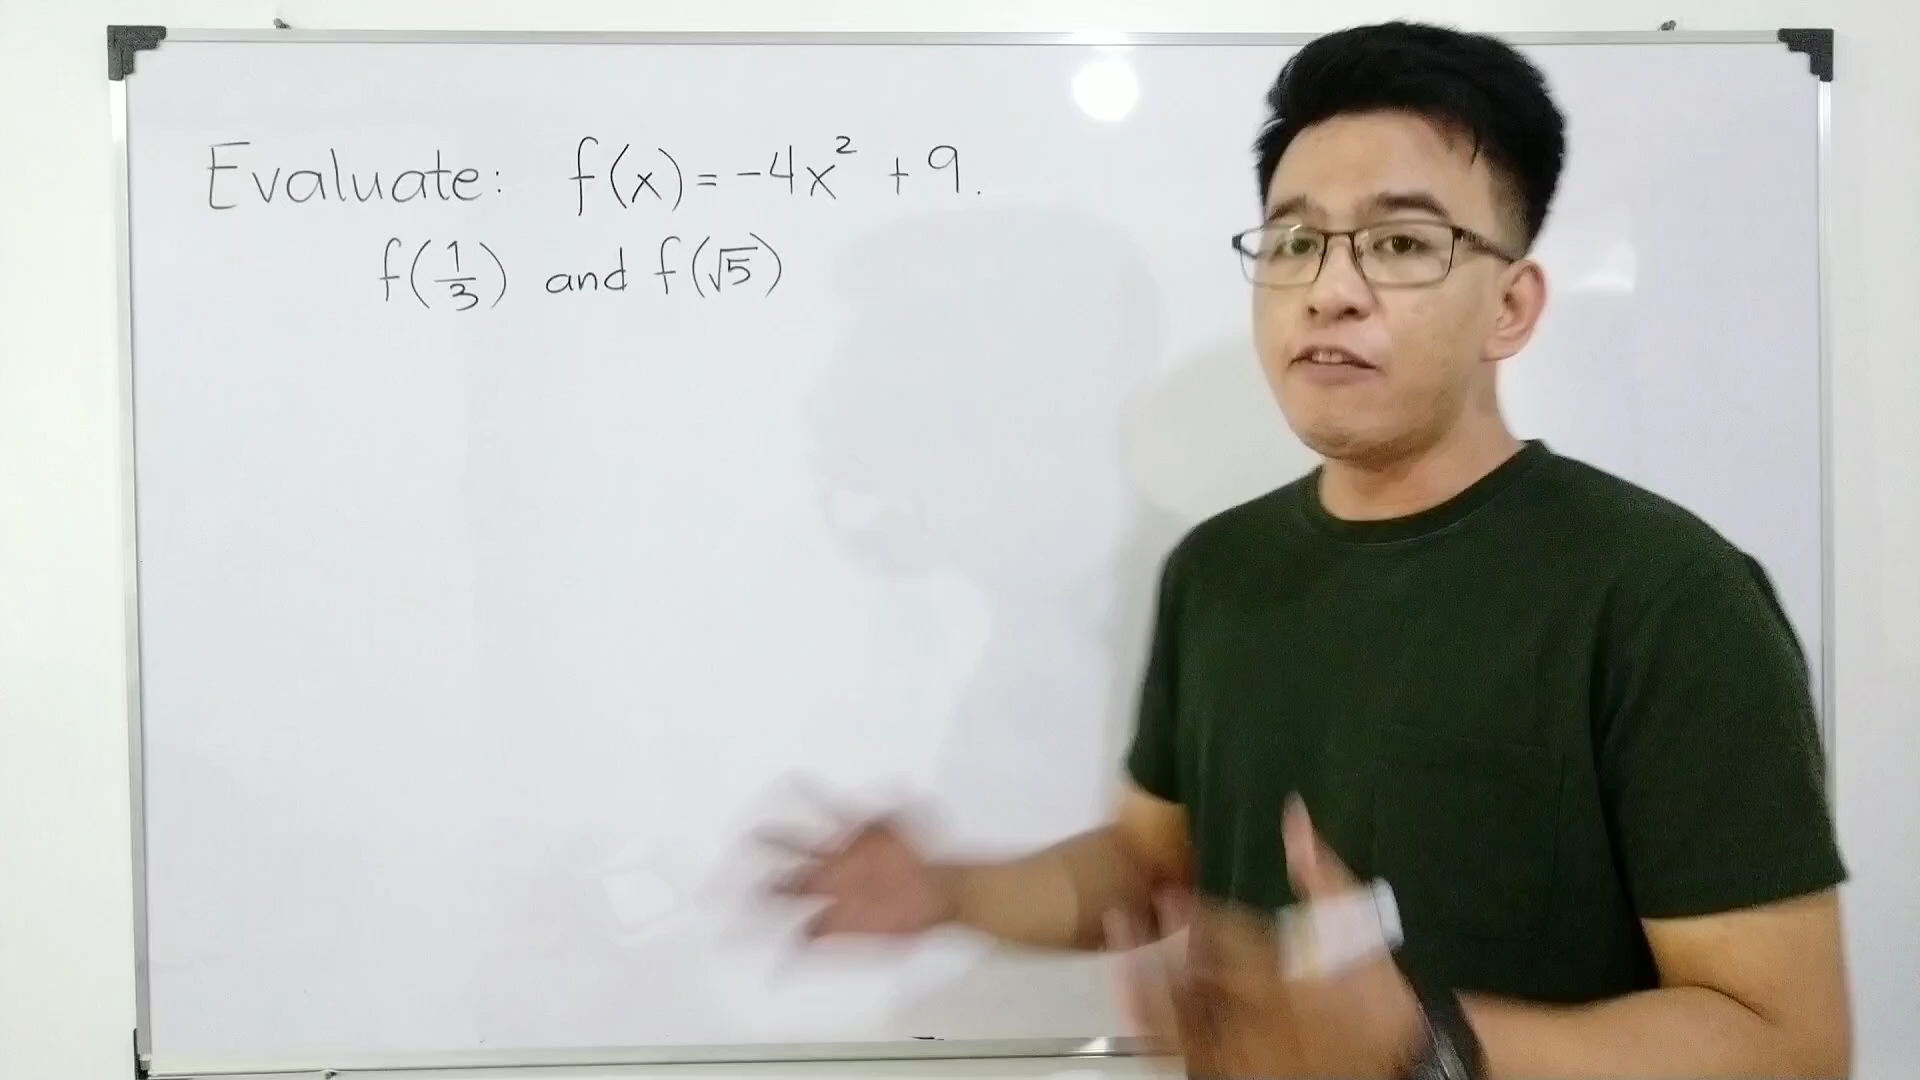 Evaluate: f(x) = -4x² + 9.
f(1/3) and f(√5)